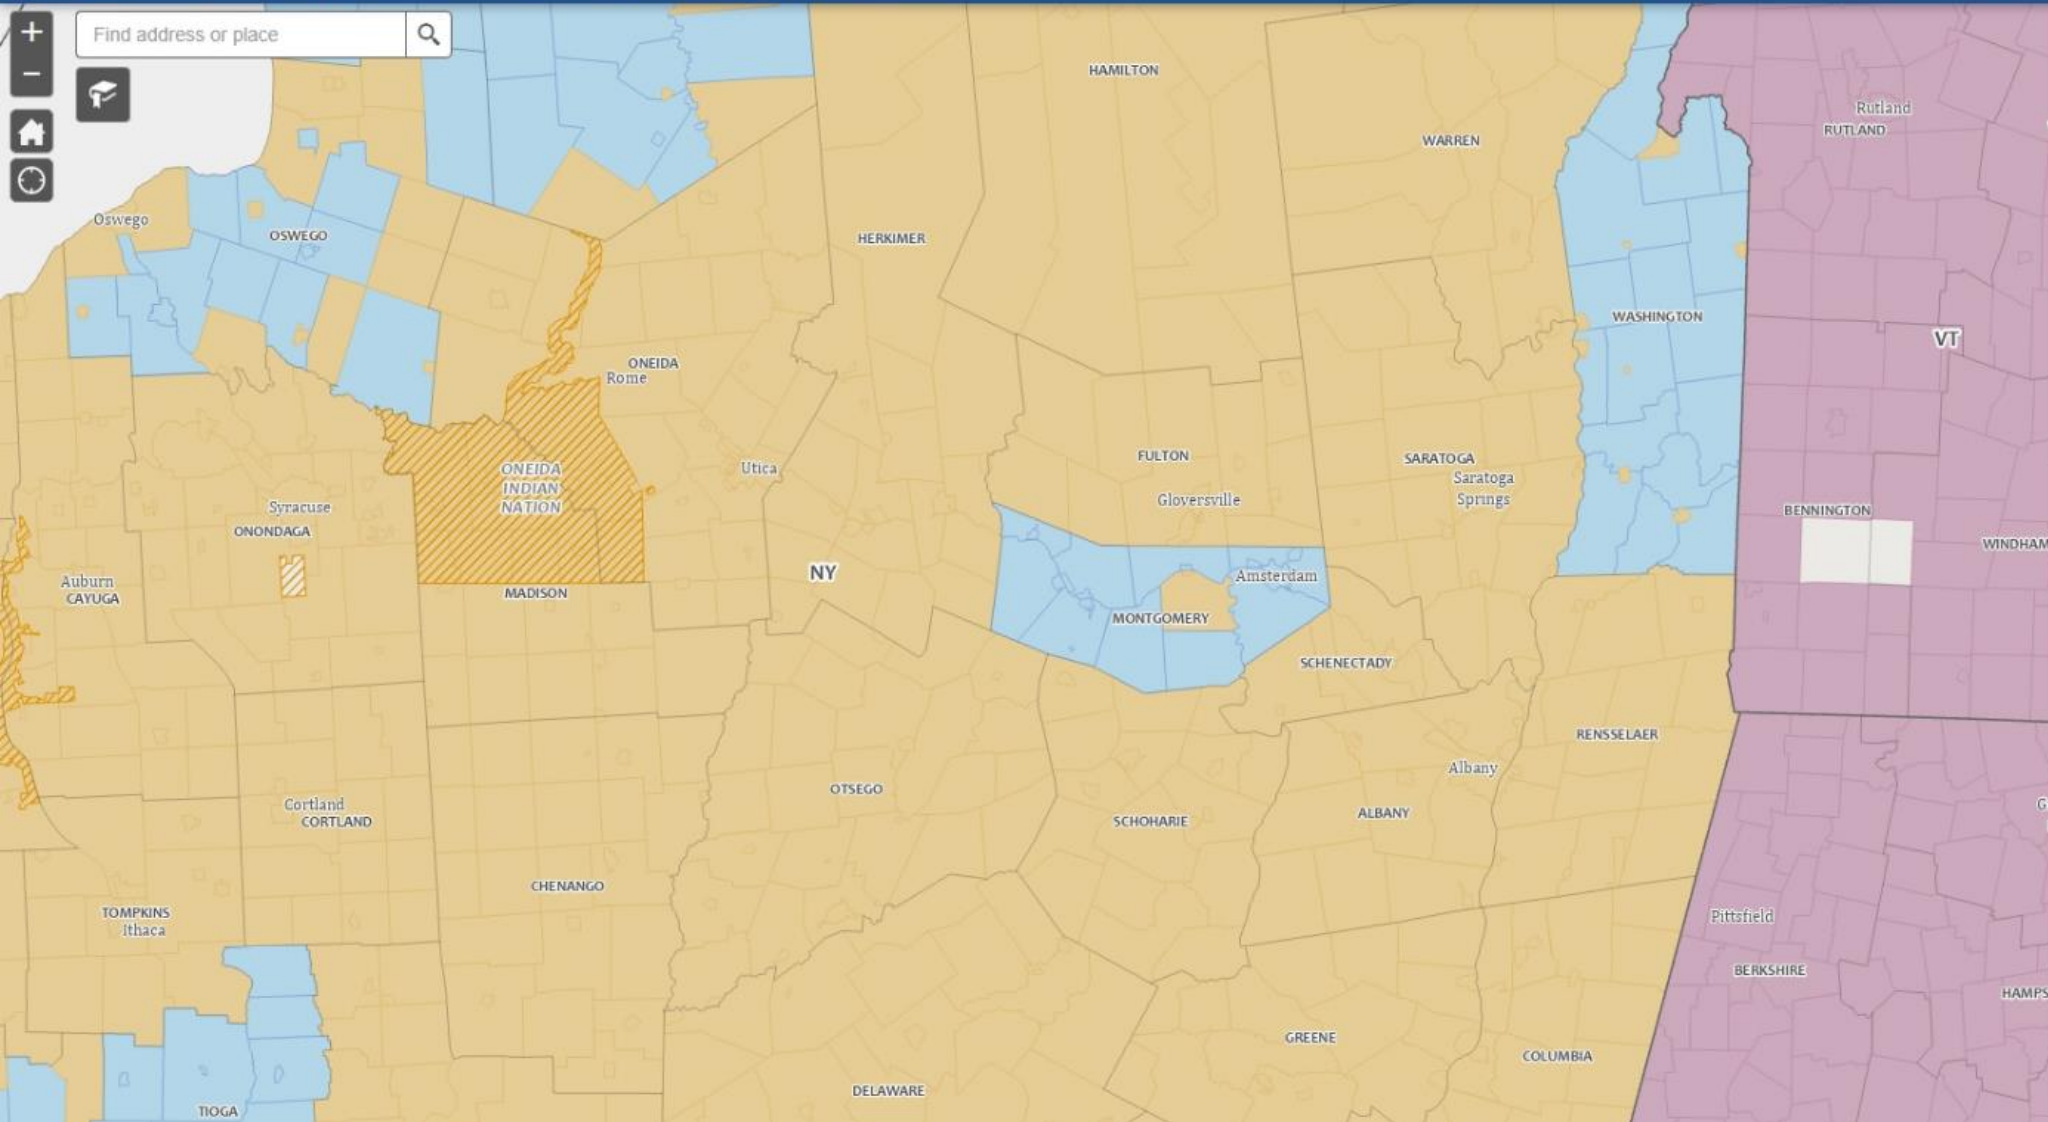 +
Find address or place
−
HAMILTON
WARREN
Rutland
RUTLAND
Oswego
OSWEGO
HERKIMER
WASHINGTON
VT
ONEIDA
Rome
FULTON
SARATOGA
Saratoga
Springs
Gloversville
ONEIDA
INDIAN
NATION
Utica
Syracuse
ONONDAGA
BENNINGTON
WINDHAM
NY
Auburn
CAYUGA
MADISON
Amsterdam
MONTGOMERY
SCHENECTADY
RENSSELAER
Albany
OTSEGO
ALBANY
SCHOHARIE
Cortland
CORTLAND
G
CHENANGO
TOMPKINS
Ithaca
Pittsfield
BERKSHIRE
HAMPS
GREENE
COLUMBIA
DELAWARE
TIOGA